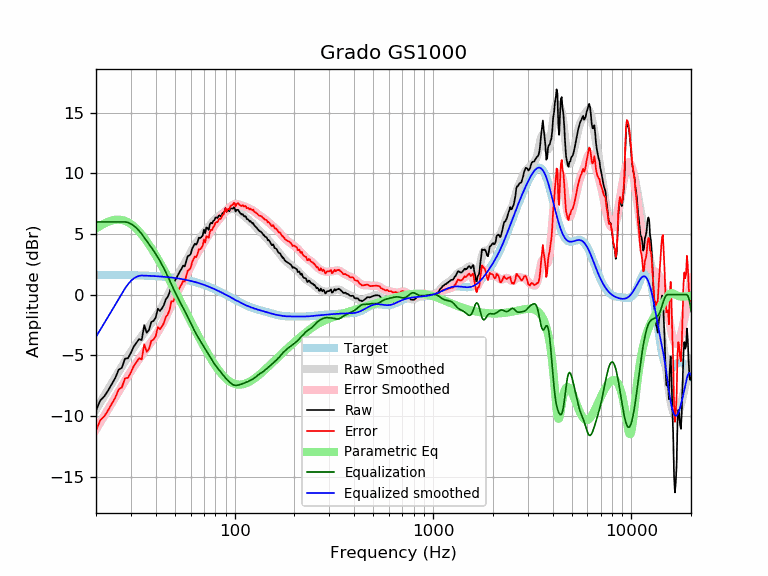 Grado GS1000
Amplitude (dBr)
15
10
5
0
−5
−10
−15
Target
Raw Smoothed
Error Smoothed
Raw
Error
Parametric Eq
Equalization
Equalized smoothed
100
1000
10000
Frequency (Hz)